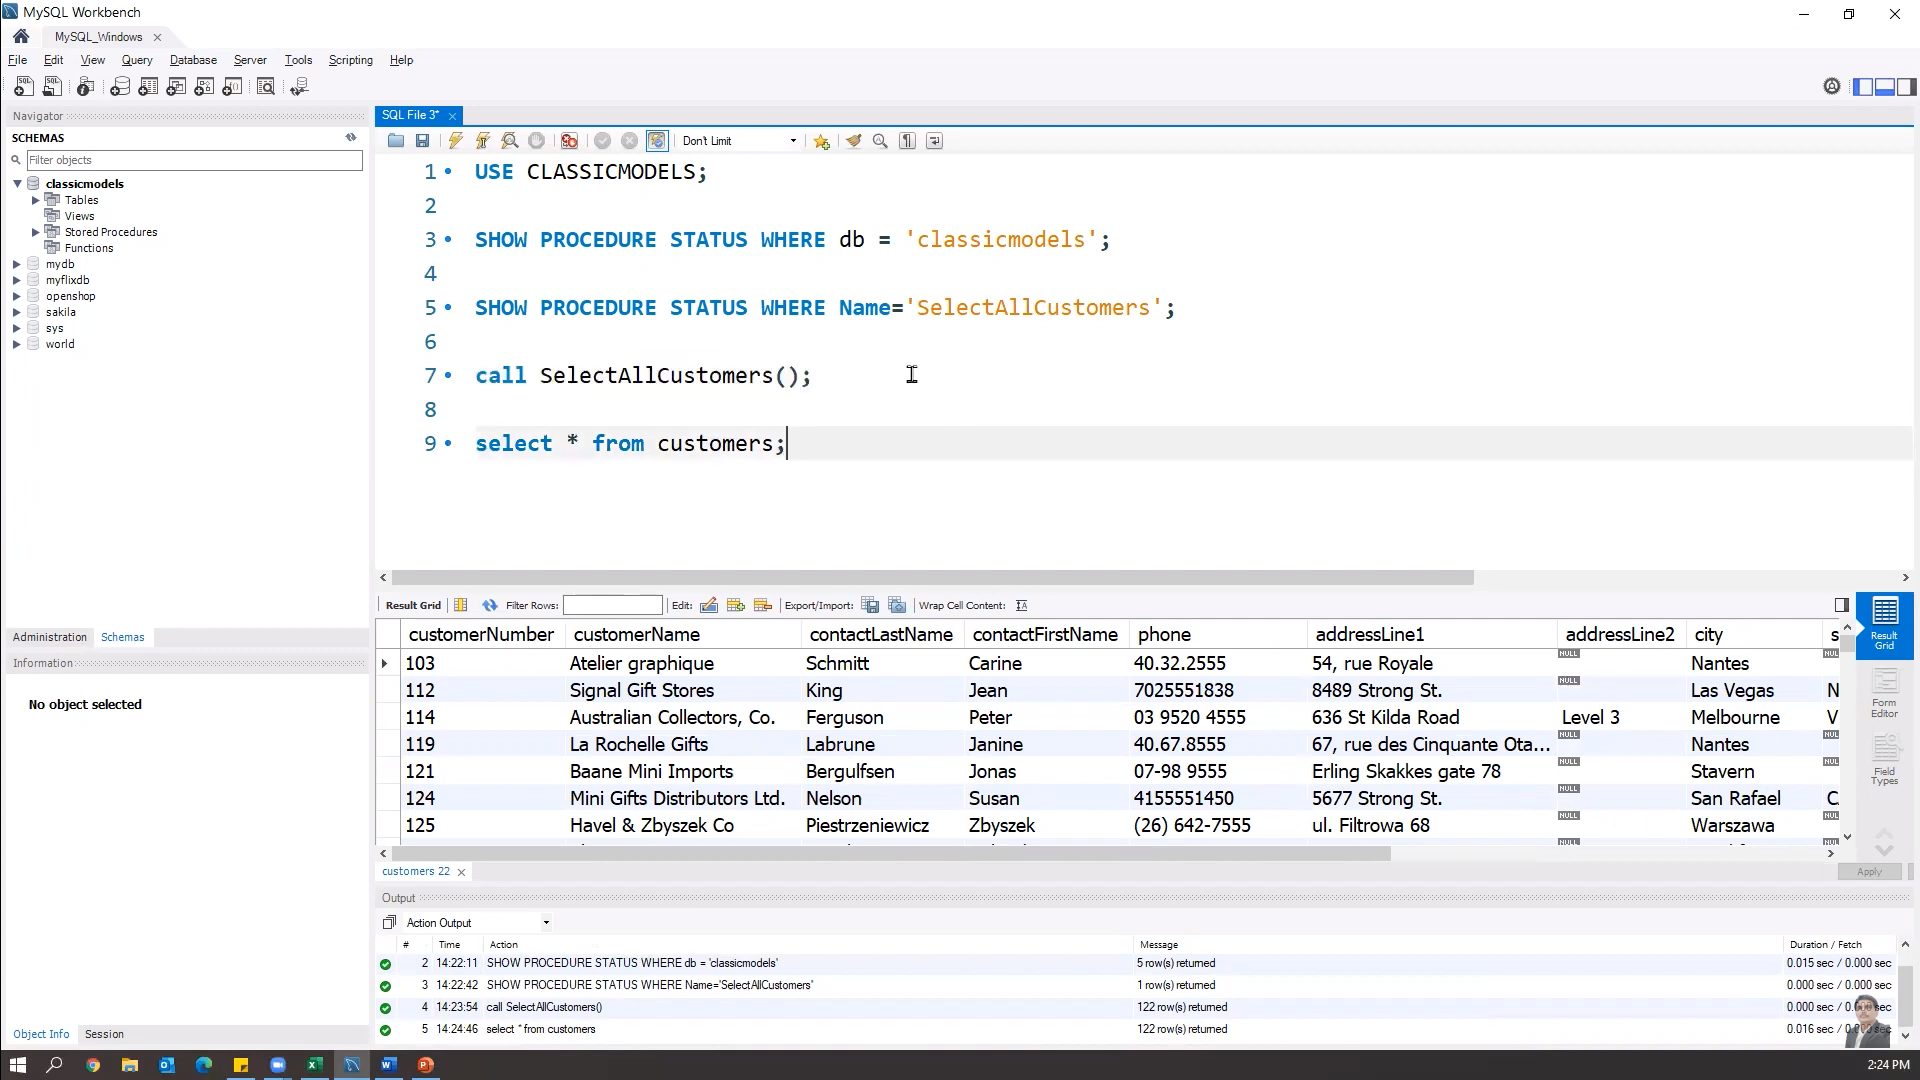 MySQL Workbench
MySQL_Windows
File Edit View Query Database Server Tools Scripting Help
Navigator
SCHEMAS
Filter objects
classicmodels
Tables
Views
Stored Procedures
Functions
mydb
myflixdb
openshop
sakila
sys
world
Administration Schemas
Information
No object selected
Object Info Session
SQL File 3*
Don't Limit
1 USE CLASSICMODELS;
2
3 SHOW PROCEDURE STATUS WHERE db = 'classicmodels';
4
5 SHOW PROCEDURE STATUS WHERE Name='SelectAllCustomers';
6
7 call SelectAllCustomers();
8
9 select * from customers;
Result Grid Filter Rows: Edit: Export/Import: Wrap Cell Content:
customerNumber customerName contactLastName contactFirstName phone addressLine1 addressLine2 city s
103 Atelier graphique Schmitt Carine 40.32.2555 54, rue Royale NULL Nantes NULL
112 Signal Gift Stores King Jean 7025551838 8489 Strong St. NULL Las Vegas N
114 Australian Collectors, Co. Ferguson Peter 03 9520 4555 636 St Kilda Road Level 3 Melbourne V
119 La Rochelle Gifts Labrune Janine 40.67.8555 67, rue des Cinquante Ota... NULL Nantes NULL
121 Baane Mini Imports Bergulfsen Jonas 07-98 9555 Erling Skakkes gate 78 NULL Stavern NULL
124 Mini Gifts Distributors Ltd. Nelson Susan 4155551450 5677 Strong St. NULL San Rafael CA
125 Havel & Zbyszek Co Piestrzeniewicz Zbyszek (26) 642-7555 ul. Filtrowa 68 NULL Warszawa NULL
NULL NULL
Result Grid
Form Editor
Field Types
customers 22
Apply
Output
Action Output
# Time Action Message Duration / Fetch
2 14:22:11 SHOW PROCEDURE STATUS WHERE db = 'classicmodels' 5 row(s) returned 0.015 sec / 0.000 sec
3 14:22:42 SHOW PROCEDURE STATUS WHERE Name='SelectAllCustomers' 1 row(s) returned 0.000 sec / 0.000 sec
4 14:23:54 call SelectAllCustomers() 122 row(s) returned 0.000 sec /
5 14:24:46 select * from customers 122 row(s) returned 0.016 sec /
2:24 PM